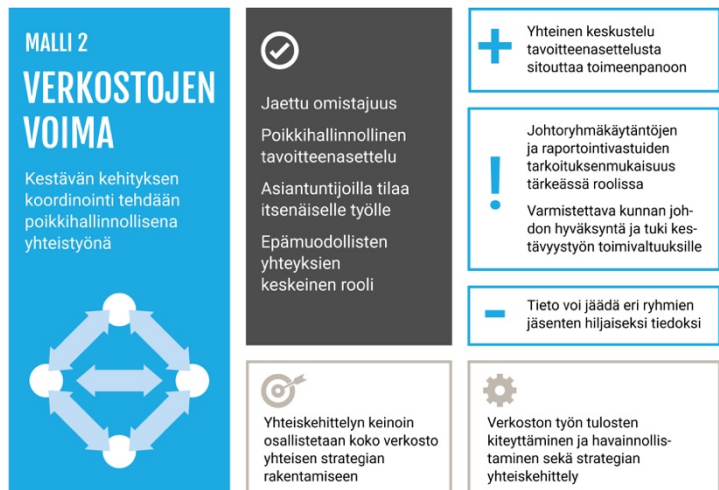 MALLI 2
VERKOSTOJEN
VOIMA
Kestävän kehityksen
koordinointi tehdään
poikkihallinnollisena
yhteistyönä
Jaettu omistajuus
Poikkihallinnollinen
tavoitteenasettelu
Asiantuntijoilla tilaa
itsenäiselle työlle
Epämuodollisten
yhteyksien
keskeinen rooli
+
Yhteinen keskustelu
tavoitteenasettelusta
sitouttaa toimeenpanoon
!
Johtoryhmäkäytäntöjen
ja raportointivastuiden
tarkoituksenmukaisuus
tärkeässä roolissa
Varmistettava kunnan joh-
don hyväksyntä ja tuki kes-
tävyystyön toimivaltuuksille
-
Tieto voi jäädä eri ryhmien
jäsenten hiljaiseksi tiedoksi
Yhteiskehittelyn keinoin
osallistetaan koko verkosto
yhteisen strategian
rakentamiseen
Verkoston työn tulosten
kiteyttäminen ja havainnollis-
taminen sekä strategian
yhteiskehittely